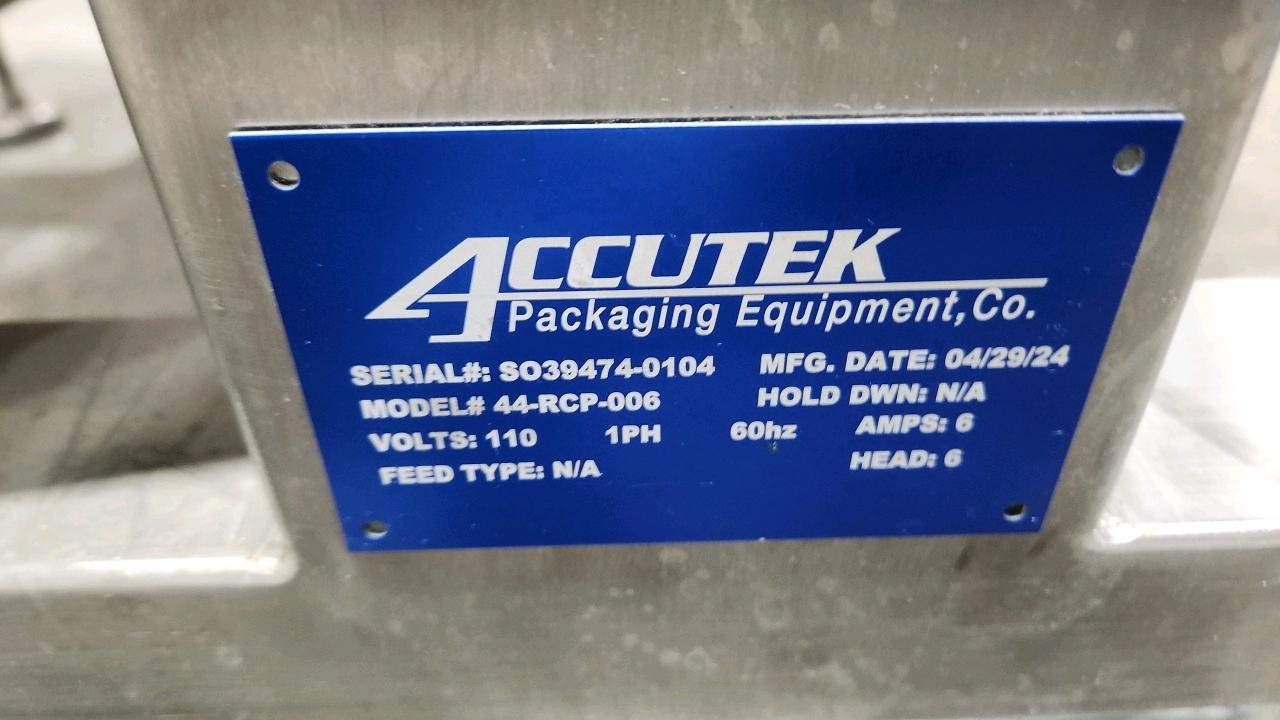 ACCUTEK
Packaging Equipment, Co.
SERIAL#: SO39474-0104 MFG. DATE: 04/29/24
MODEL# 44-RCP-006 HOLD DWN: N/A
VOLTS: 110 1PH 60hz AMPS: 6
FEED TYPE: N/A HEAD: 6